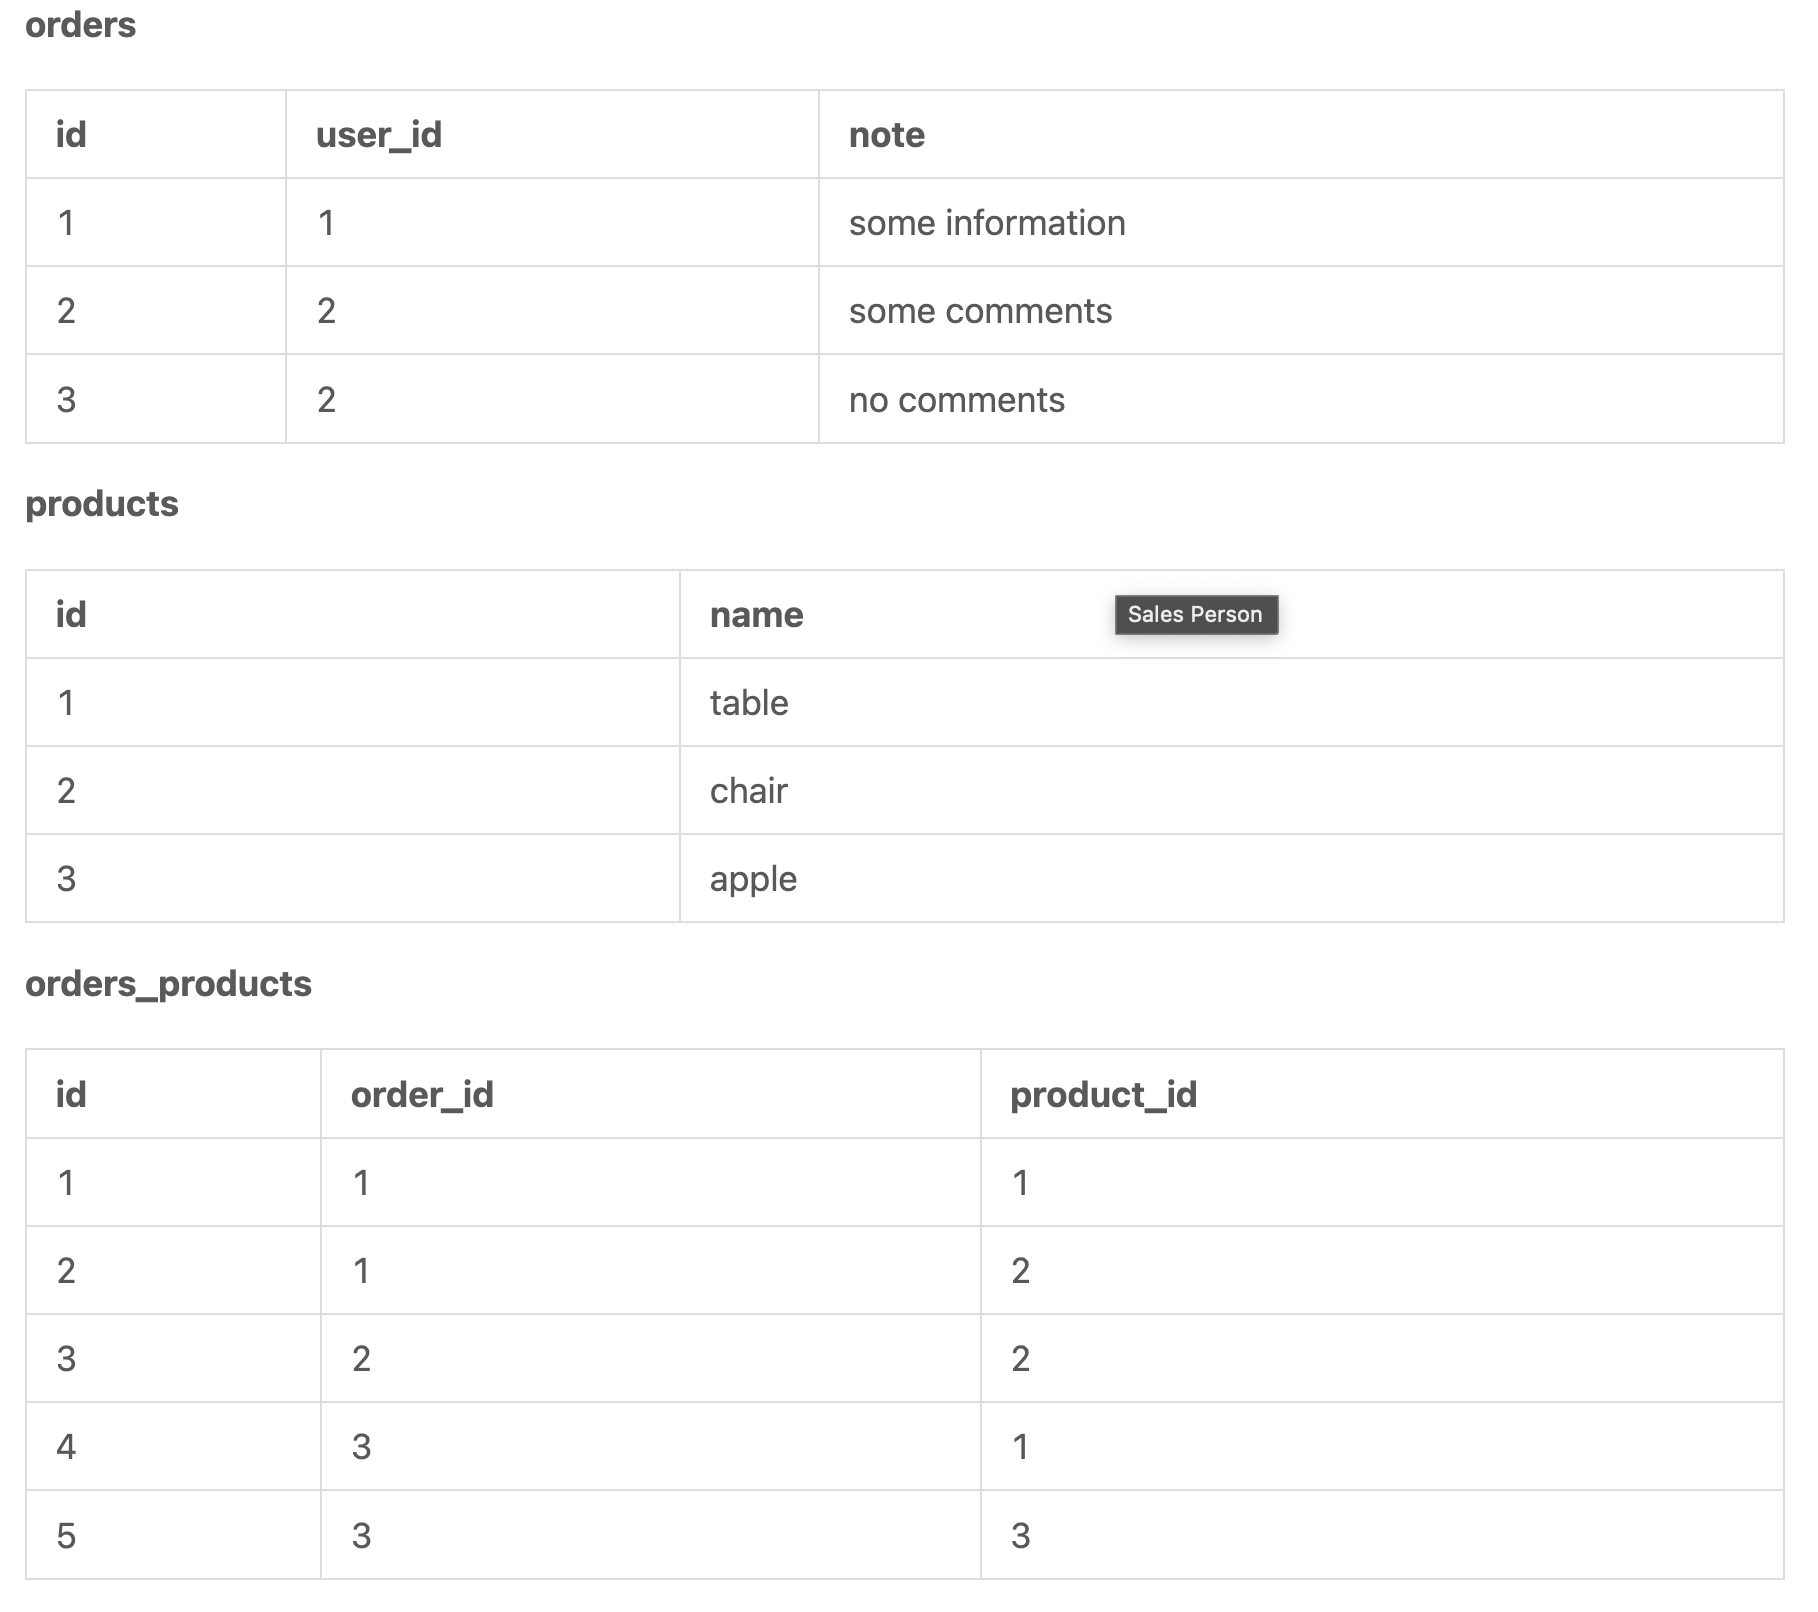 orders
id user_id note
1 1 some information
2 2 some comments
3 2 no comments
products
id name Sales Person
1 table
2 chair
3 apple
orders_products
id order_id product_id
1 1 1
2 1 2
3 2 2
4 3 1
5 3 3